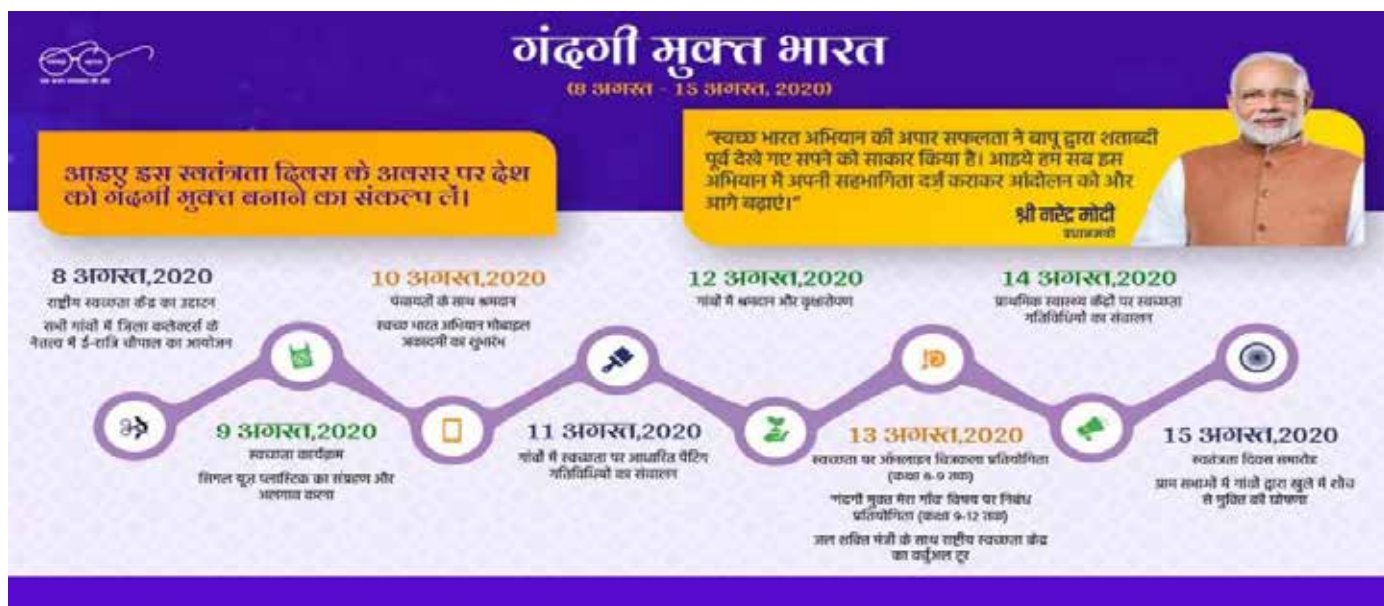 गंदगी मुक्त भारत
(8 अगस्त - 15 अगस्त, 2020)
आइए इस स्वतंत्रता दिवस के अवसर पर देश
को गंदगी मुक्त बनाने का संकल्प लें।
“स्वच्छ भारत अभियान की अपार सफलता ने बापू द्वारा शताब्दी
पूर्व देखे गए सपने को साकार किया है। आइये हम सब इस
अभियान में अपनी सहभागिता दर्ज कराकर आंदोलन को और
आगे बढ़ाएं।”
श्री नरेंद्र मोदी
प्रधानमंत्री
8 अगस्त,2020
राष्ट्रीय स्वच्छता केंद्र का उद्घाटन
सभी गांवों में जिला कलेक्टर्स के
नेतृत्व में ई-रात्रि चौपाल का आयोजन
9 अगस्त,2020
स्वच्छता कार्यक्रम
सिंगल यूज़ प्लास्टिक का संग्रहण और
अलगाव करना
10 अगस्त,2020
पंचायतों के साथ श्रमदान
स्वच्छ भारत अभियान मोबाइल
अकादमी का शुभारंभ
11 अगस्त,2020
गांवों में स्वच्छता पर आधारित पेंटिंग
गतिविधियों का संचालन
12 अगस्त,2020
गांवों में श्रमदान और वृक्षारोपण
13 अगस्त,2020
स्वच्छता पर ऑनलाइन चित्रकला प्रतियोगिता
(कक्षा 6-9 तक)
'गंदगी मुक्त मेरा गाँव' विषय पर निबंध
प्रतियोगिता (कक्षा 9-12 तक)
जल शक्ति मंत्री के साथ राष्ट्रीय स्वच्छता केंद्र
का वर्चुअल टूर
14 अगस्त,2020
प्राथमिक स्वास्थ्य केंद्रों पर स्वच्छता
गतिविधियों का संचालन
15 अगस्त,2020
स्वतंत्रता दिवस समारोह
ग्राम सभाओं में गांवों द्वारा खुले में शौच
से मुक्ति की घोषणा